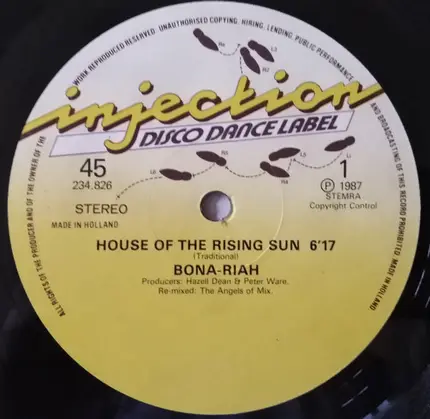 WORK REPRODUCED RESERVED. UNAUTHORISED COPYING, HIRING, LENDING, PUBLIC PERFORMANCE
AND BROADCASTING OF THIS RECORD PROHIBITED. MADE IN HOLLAND
ALL RIGHTS OF THE PRODUCER AND OF THE OWNER OF THE
injection
DISCO DANCE LABEL
45
234.826
STEREO
MADE IN HOLLAND
1
Ⓟ 1987
STEMRA
Copyright Control
HOUSE OF THE RISING SUN 6'17
(Traditional)
BONA-RIAH
Producers: Hazell Dean & Peter Ware.
Re-mixed: The Angels of Mix.